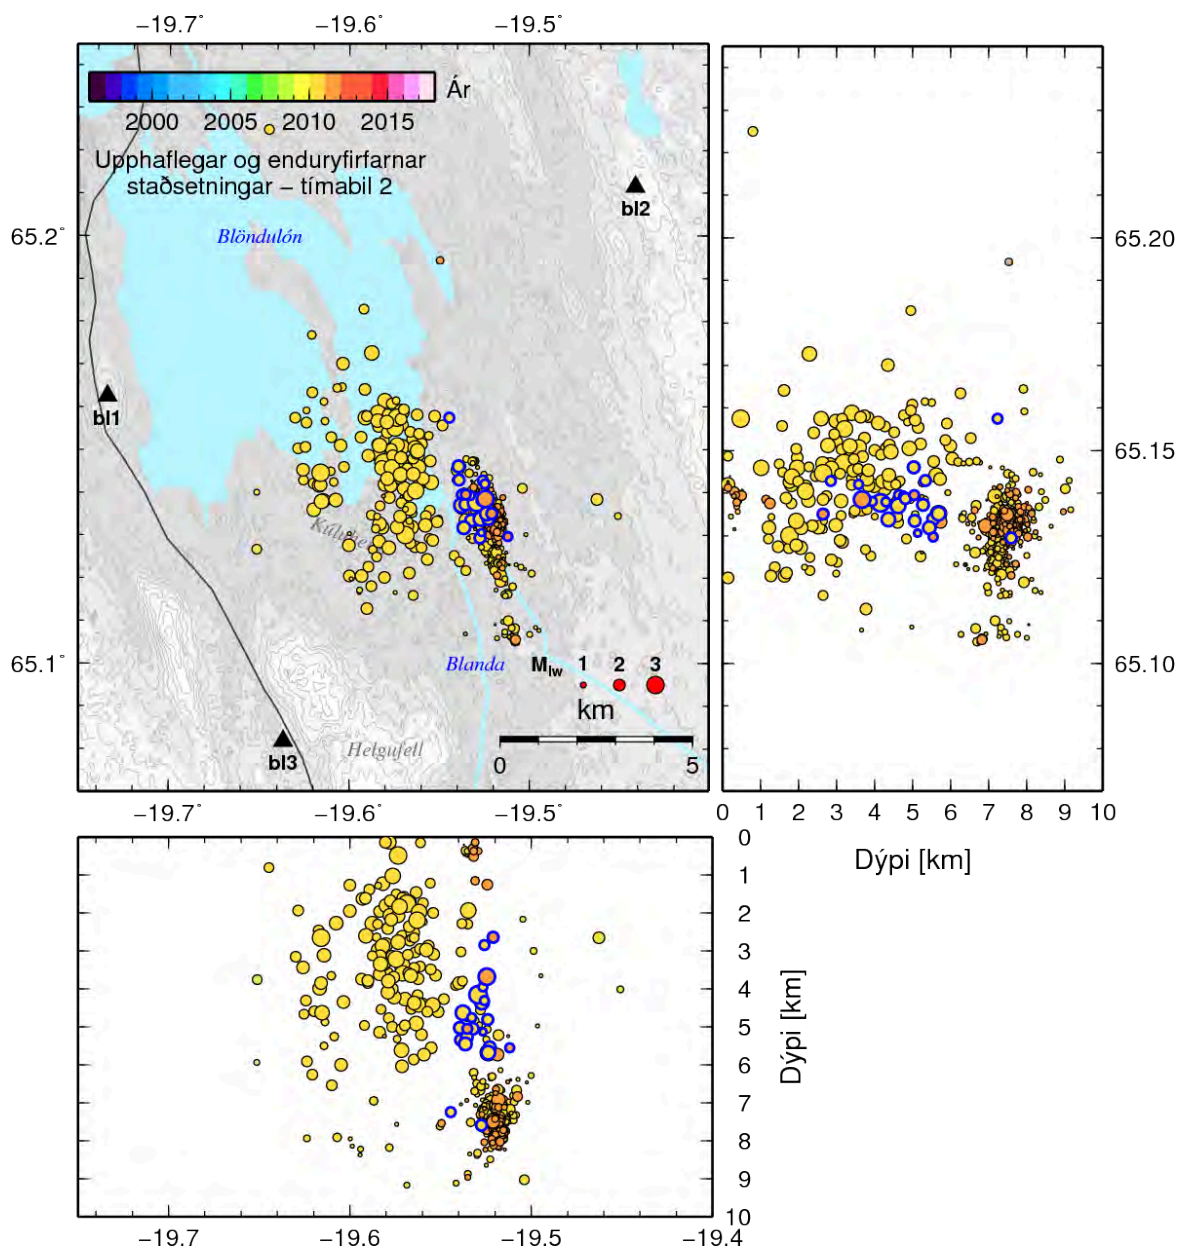 −19.7˚ −19.6˚ −19.5˚
Ár
2000 2005 2010 2015
Upphaflegar og enduryfirfarnar
staðsetningar – tímabil 2
bl2
65.2˚
Blöndulón
65.20
bl1
65.15
65.1˚
Blanda
M_lw 1 2 3
65.10
km
Helgufell
bl3
0 5
−19.7˚ −19.6˚ −19.5˚
0 1 2 3 4 5 6 7 8 9 10
Dýpi [km]
0
1
2
3
4
5
6
7
8
9
10
Dýpi [km]
−19.7 −19.6 −19.5 −19.4